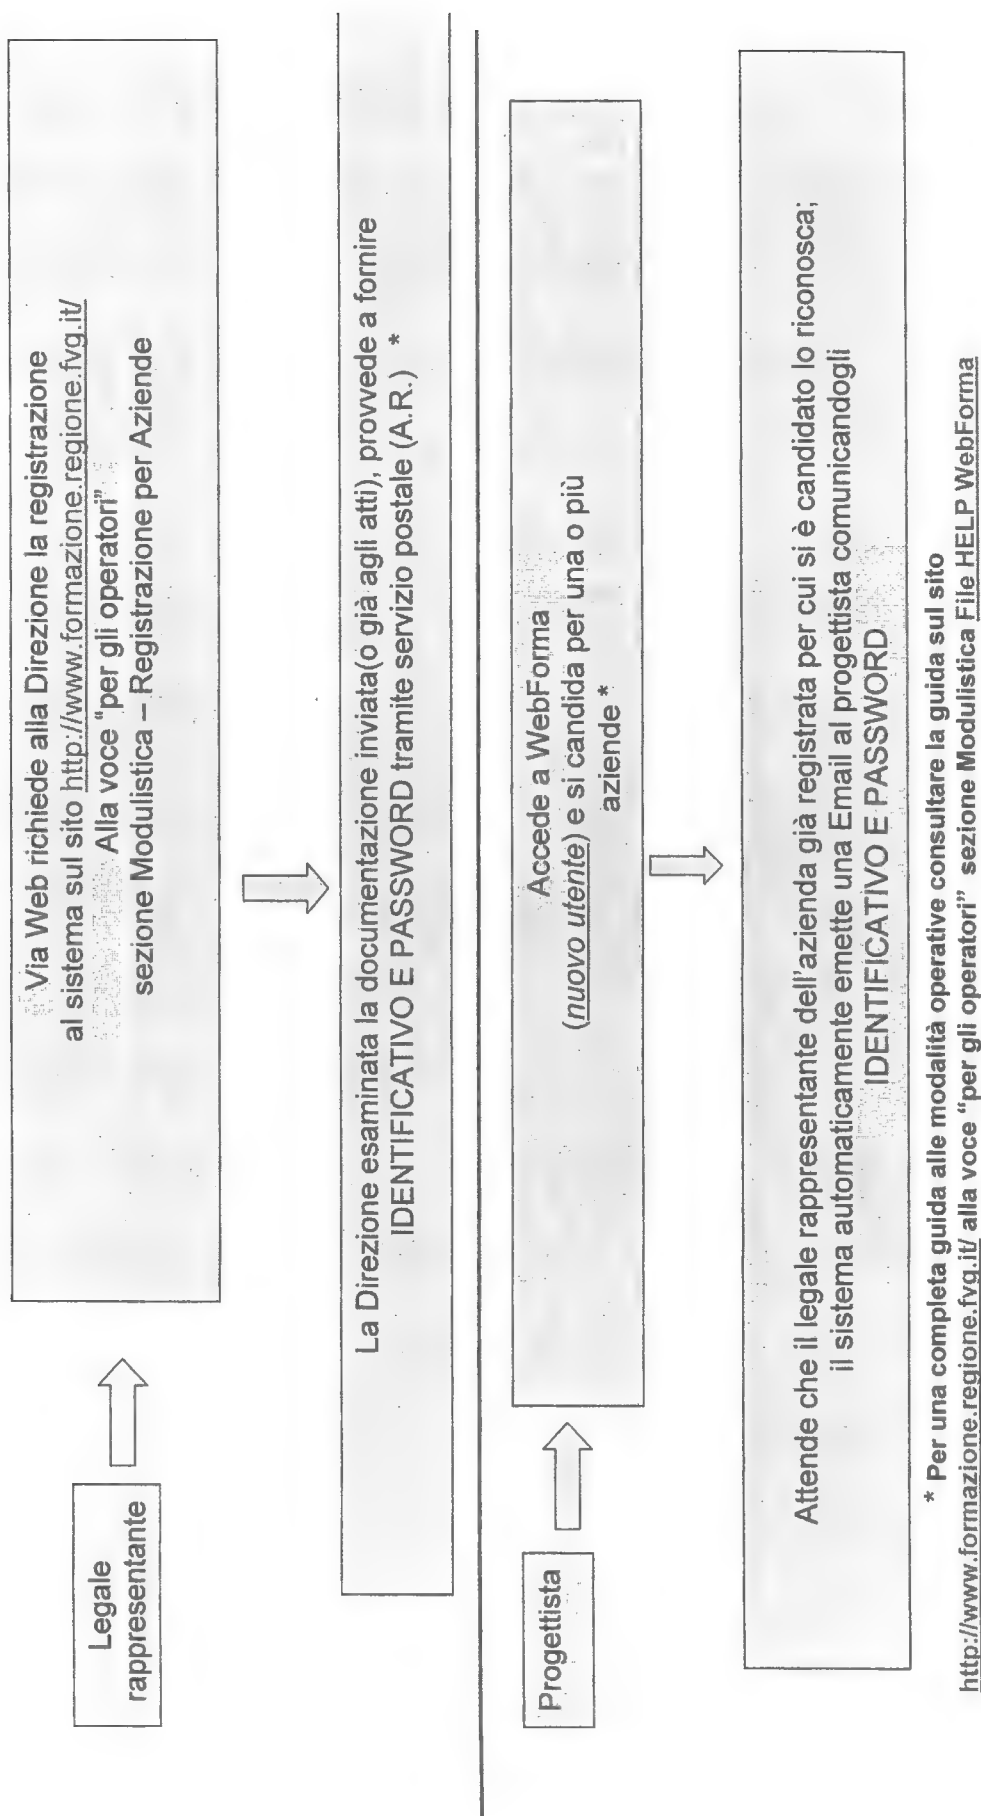 Legale
rappresentante
Via Web richiede alla Direzione la registrazione
al sistema sul sito http://www.formazione.regione.fvg.it/
Alla voce “per gli operatori”
sezione Modulistica – Registrazione per Aziende
La Direzione esaminata la documentazione inviata(o già agli atti), provvede a fornire
IDENTIFICATIVO E PASSWORD tramite servizio postale (A.R.) *
Progettista
Accede a WebForma
(nuovo utente) e si candida per una o più
aziende *
Attende che il legale rappresentante dell’azienda già registrata per cui si è candidato lo riconosca;
il sistema automaticamente emette una Email al progettista comunicandogli
IDENTIFICATIVO E PASSWORD
* Per una completa guida alle modalità operative consultare la guida sul sito
http://www.formazione.regione.fvg.it/ alla voce “per gli operatori” sezione Modulistica File HELP WebForma